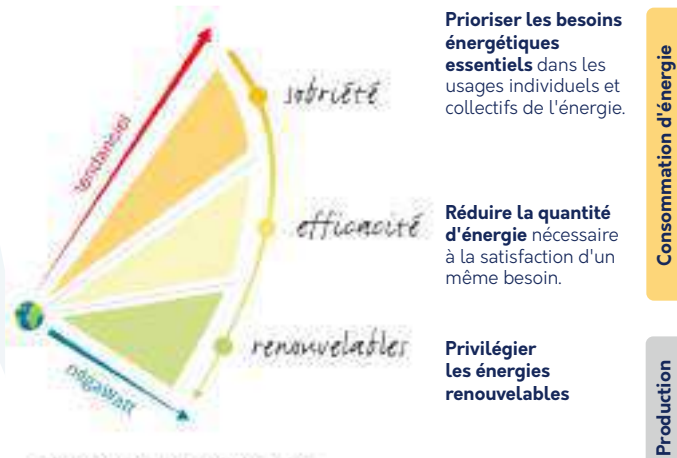 Tendanciel
négaWatt
sobriété
efficacité
renouvelables
Prioriser les besoins
énergétiques
essentiels dans les
usages individuels et
collectifs de l'énergie.
Réduire la quantité
d'énergie nécessaire
à la satisfaction d'un
même besoin.
Privilégier
les énergies
renouvelables
Consommation d'énergie
Production